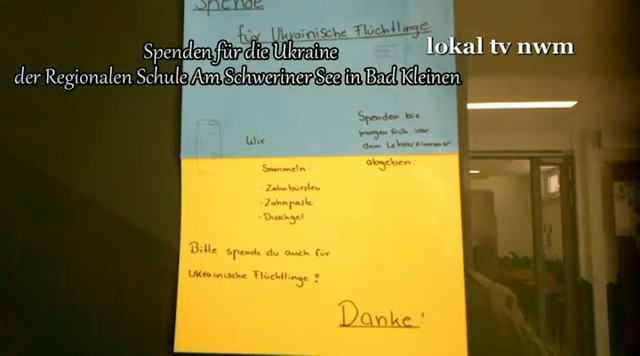 Spende
für Ukrainische Flüchtlinge
lokal tv nwm
Spenden für die Ukraine
der Regionalen Schule Am Schweriner See in Bad Kleinen
Spenden bis
morgen früh vor
dem Lehrerzimmer
abgeben.
Wir
Sammeln:
- Zahnbürsten
- Zahnpaste
- Duschgel
Bitte spende du auch für
Ukrainische Flüchtlinge!
Danke!